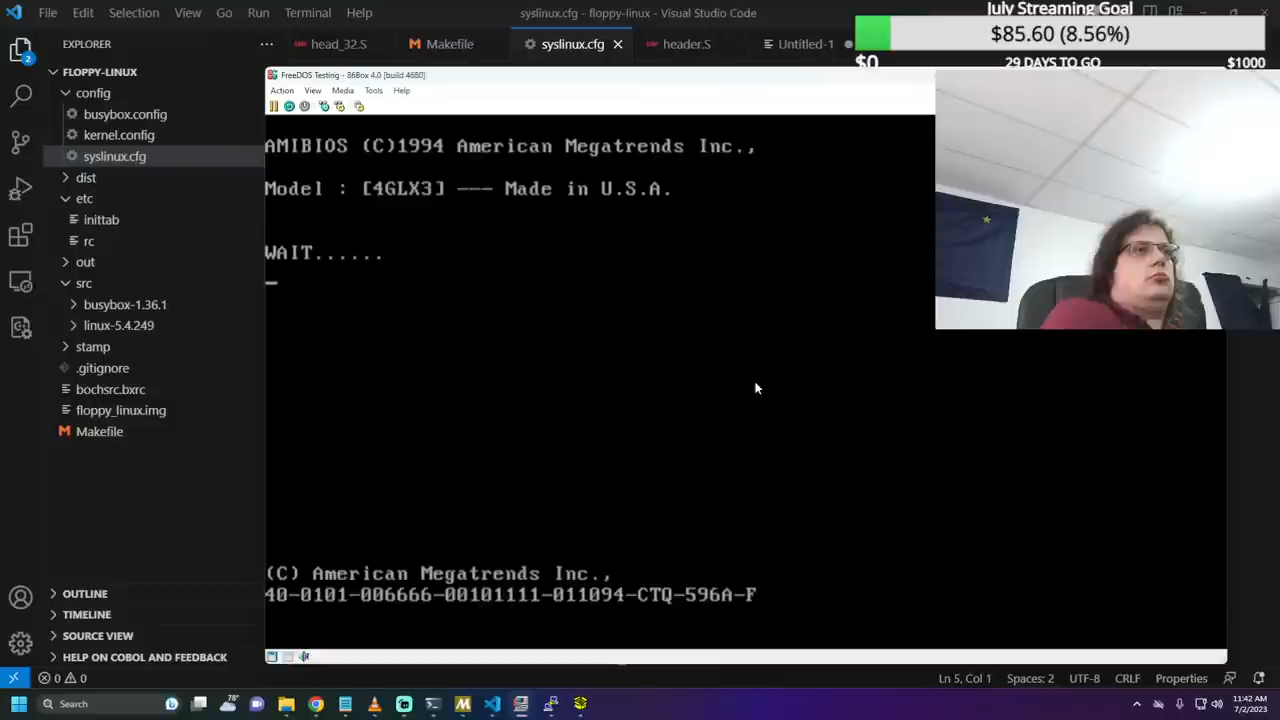 File Edit Selection View Go Run Terminal Help
syslinux.cfg - floppy-linux - Visual Studio Code
July Streaming Goal
$85.60 (8.56%)
$0 29 DAYS TO GO $1000
EXPLORER
head_32.S
Makefile
syslinux.cfg
header.S
Untitled-1
FLOPPY-LINUX
config
busybox.config
kernel.config
syslinux.cfg
dist
etc
inittab
rc
out
src
busybox-1.36.1
linux-5.4.249
stamp
.gitignore
bochsrc.bxrc
floppy_linux.img
Makefile
OUTLINE
TIMELINE
SOURCE VIEW
HELP ON COBOL AND FREEDATE
FreeDOS Testing - 86Box 4.0 [build 4680]
Action View Media Tools Help
AMIBIOS (C)1994 American Megatrends Inc.,
Model : [4GLX3] --- Made in U.S.A.
WAIT......
(C) American Megatrends Inc.,
40-0101-006666-00101111-011094-CTQ-596A-F
2
0 0
Ln 5, Col 1 Spaces: 2 UTF-8 CRLF Properties
Search
78°
11:42 AM
7/2/2023